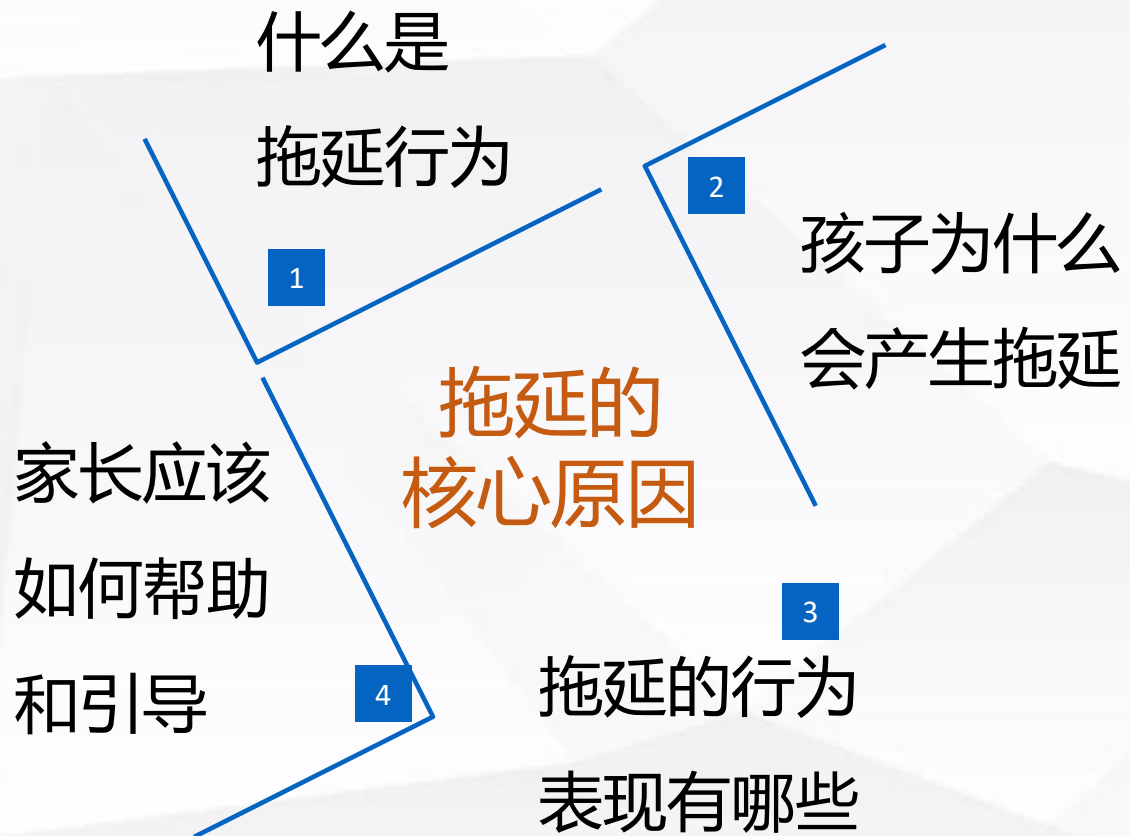 什么是
拖延行为
1
2
孩子为什么
会产生拖延
拖延的
核心原因
3
拖延的行为
表现有哪些
家长应该
如何帮助
和引导
4